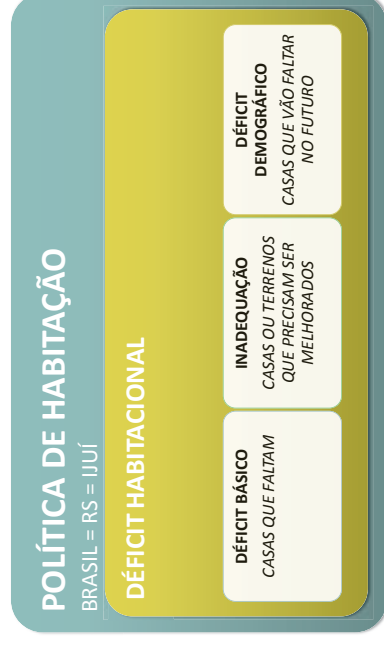 POLÍTICA DE HABITAÇÃO
BRASIL = RS = IJUÍ
DÉFICIT HABITACIONAL
DÉFICIT BÁSICO
CASAS QUE FALTAM
INADEQUAÇÃO
CASAS OU TERRENOS
QUE PRECISAM SER
MELHORADOS
DÉFICIT
DEMOGRÁFICO
CASAS QUE VÃO FALTAR
NO FUTURO